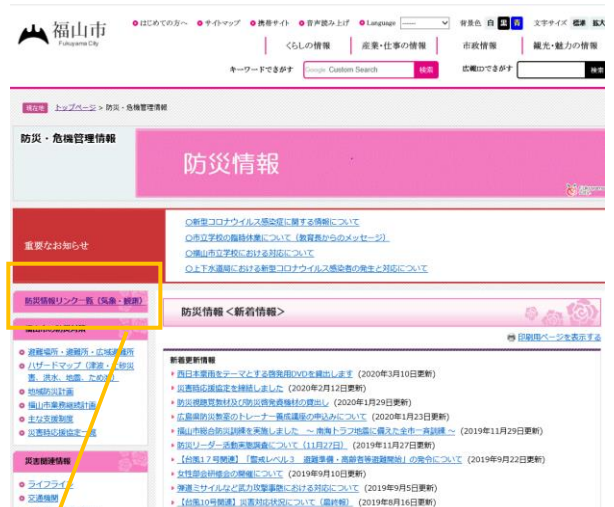 福山市
Fukuyama City
はじめての方へ サイトマップ 携帯サイト 音声読み上げ Language 背景色 白 黒 青 文字サイズ 標準 拡大
くらしの情報 産業・仕事の情報 市政情報 観光・魅力の情報
キーワードでさがす Google Custom Search 検索 広報IDでさがす 検索
現在地 トップページ > 防災・危機管理情報
防災・危機管理情報
防災情報
重要なお知らせ
○新型コロナウイルス感染症に関する情報について
○市立学校の臨時休業について(教育長からのメッセージ)
○福山市立学校における対応について
○上下水道局における新型コロナウイルス感染者の発生と対応について
防災情報リンク一覧(気象・観測)
防災情報<新着情報>
印刷用ページを表示する
避難場所・避難所・広域避難所
ハザードマップ(津波・土砂災
害、洪水、地震、ため池)
地域防災計画
福山市業務継続計画
主な支援制度
災害時応援協定一覧
災害関連情報
ライフライン
交通機関
新着更新情報
西日本豪雨をテーマとする啓発用DVDを貸出します (2020年3月10日更新)
災害時応援協定を締結しました (2020年2月12日更新)
防災視聴覚教材及び防災啓発資機材の貸出し (2020年1月29日更新)
広島県防災教室のトレーナー養成講座の申込みについて (2020年1月23日更新)
福山市総合防災訓練を実施しました ~ 南海トラフ地震に備えた全市一斉訓練 ~ (2019年11月29日更新)
防災リーダー活動実態調査について(11月27日) (2019年11月27日更新)
【台風17号関連】「警戒レベル3 避難準備・高齢者等避難開始」の発令について (2019年9月22日更新)
女性部会研修会の開催について (2019年9月10日更新)
弾道ミサイルなど武力攻撃事態における対応について (2019年9月5日更新)
【台風10号関連】災害対応状況について(最終報) (2019年8月16日更新)